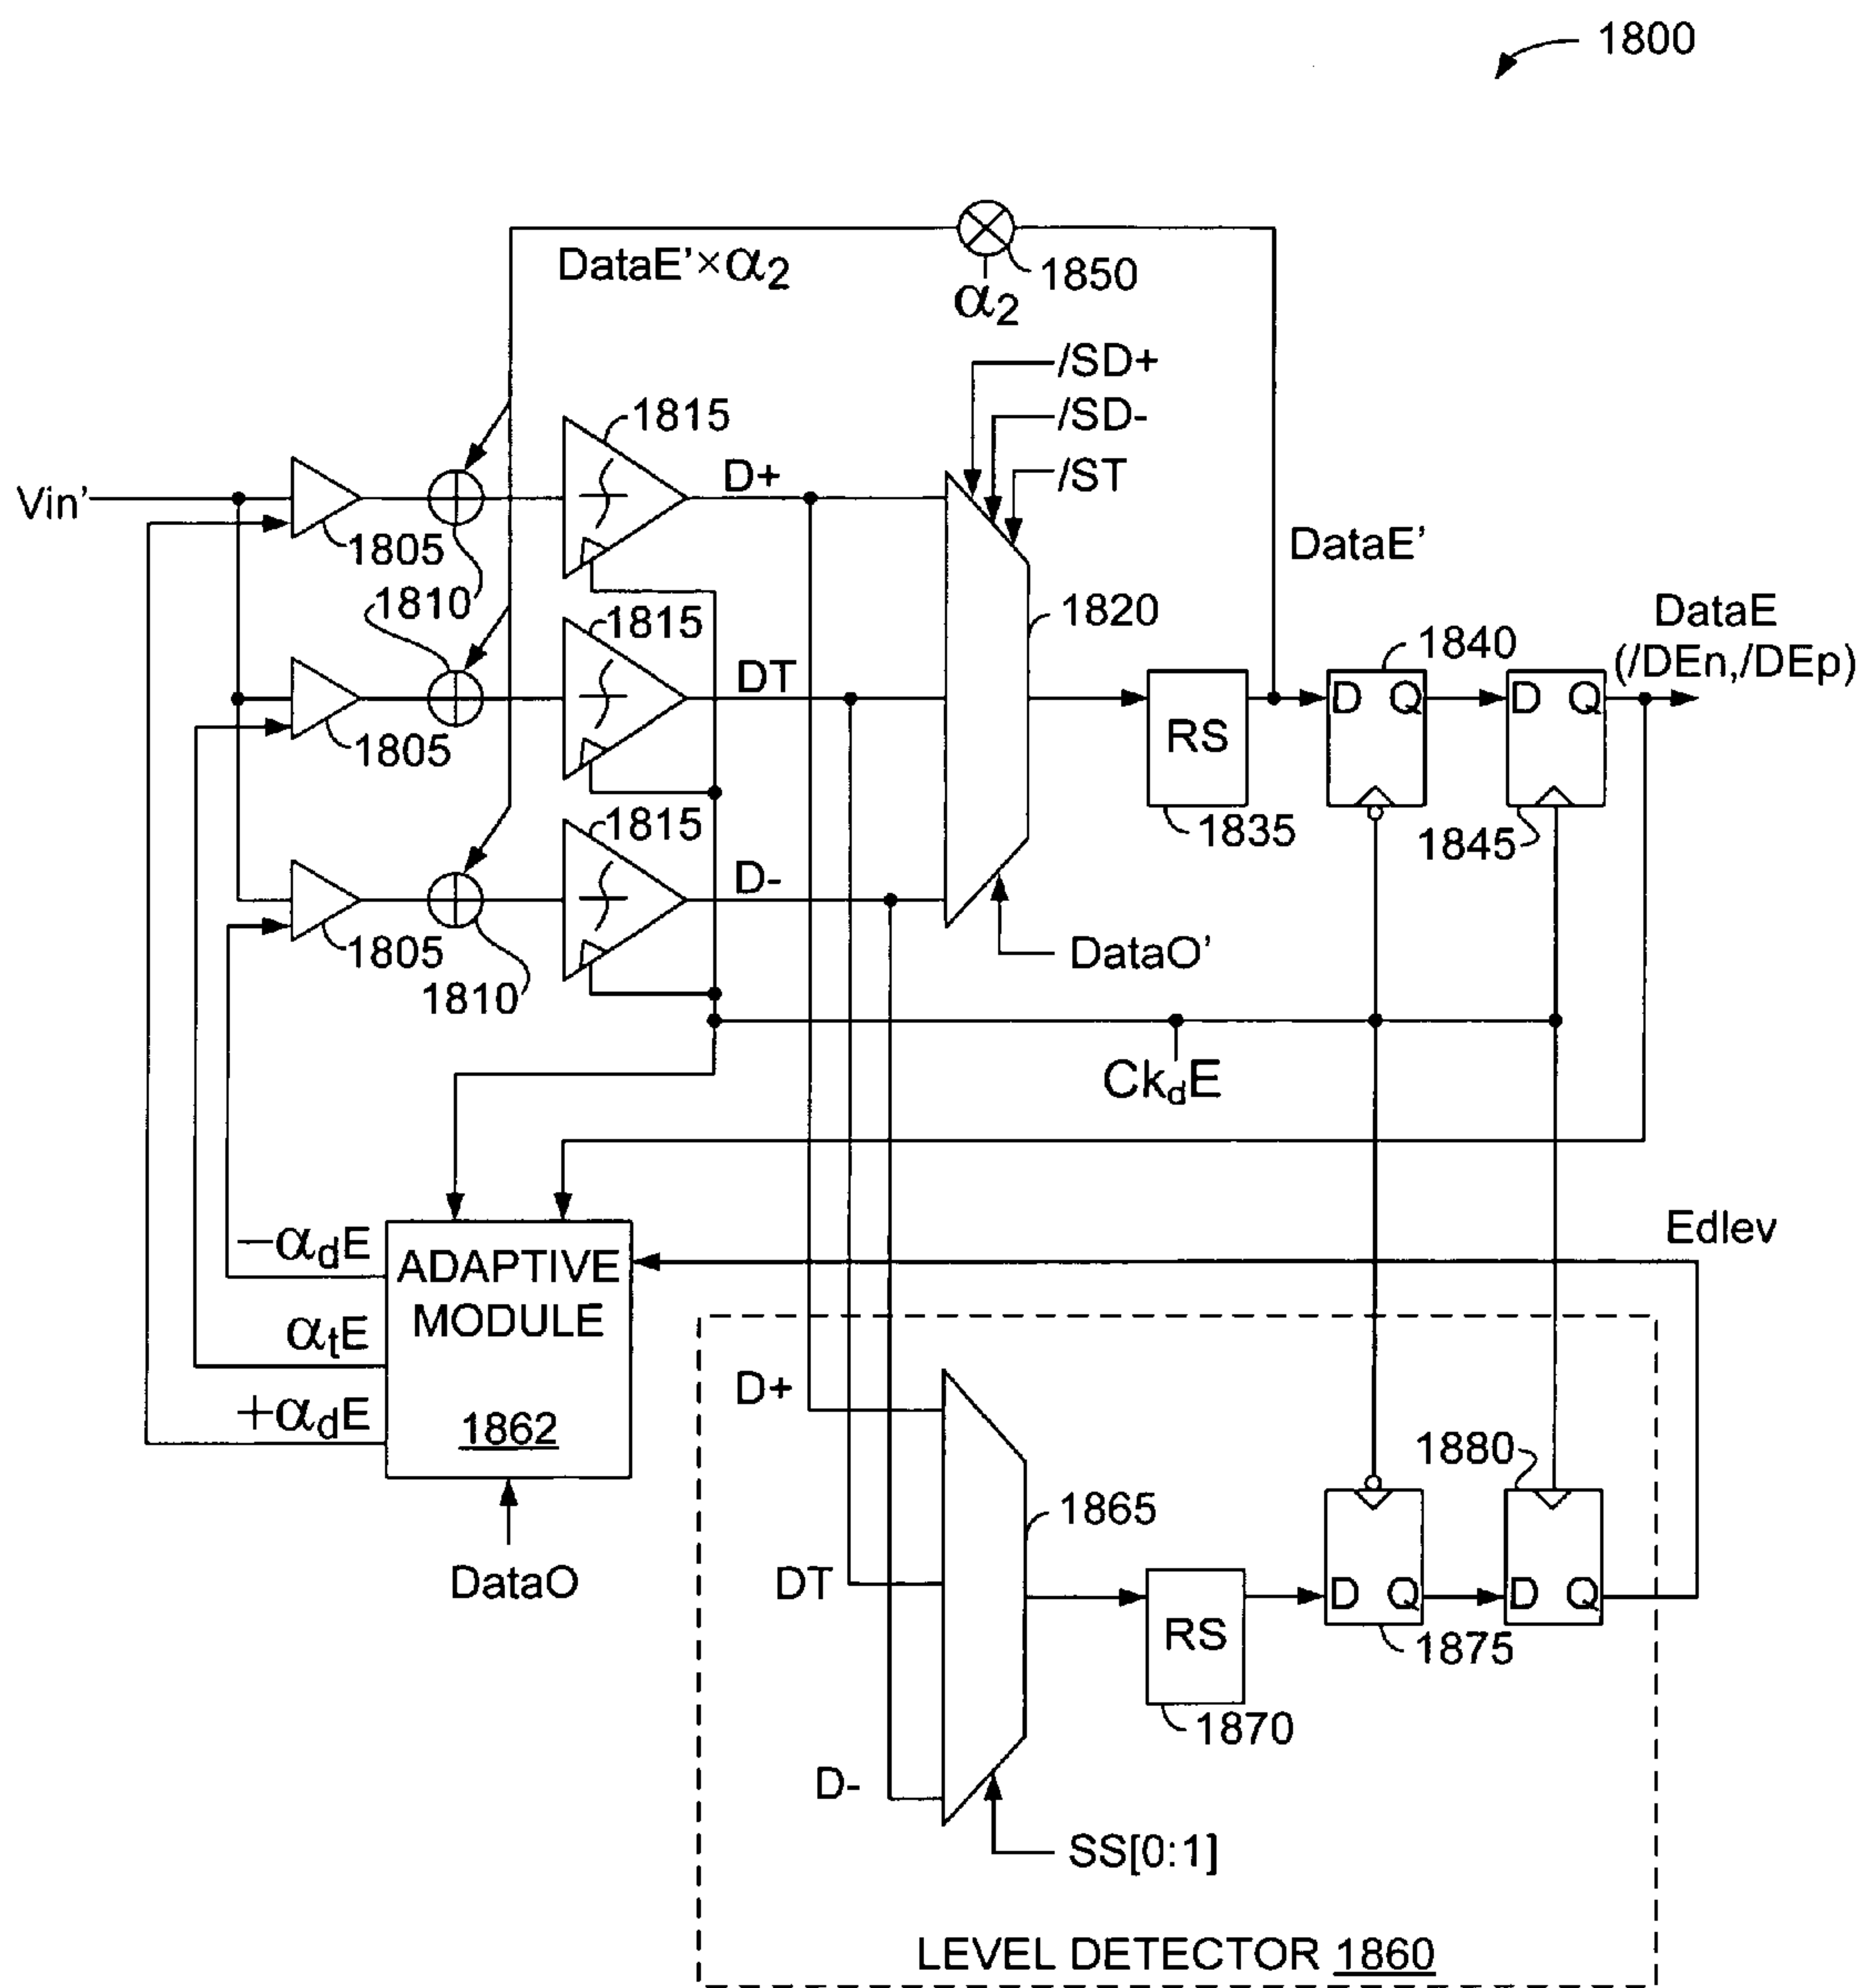 1800
DataE'×α₂
1850
α₂
/SD+
/SD-
/ST
1815
D+
Vin'
1805
DataE'
1810
1815
1820
DataE
(/DEn,/DEp)
1840
DT
D Q
D Q
RS
1805
1835
1845
1815
D-
1805
1810
DataO'
CkdE
Edlev
−αdE
ADAPTIVE
MODULE
αtE
+αdE
1862
D+
1880
1865
DataO
DT
D Q
D Q
RS
1875
1870
D-
SS[0:1]
LEVEL DETECTOR 1860